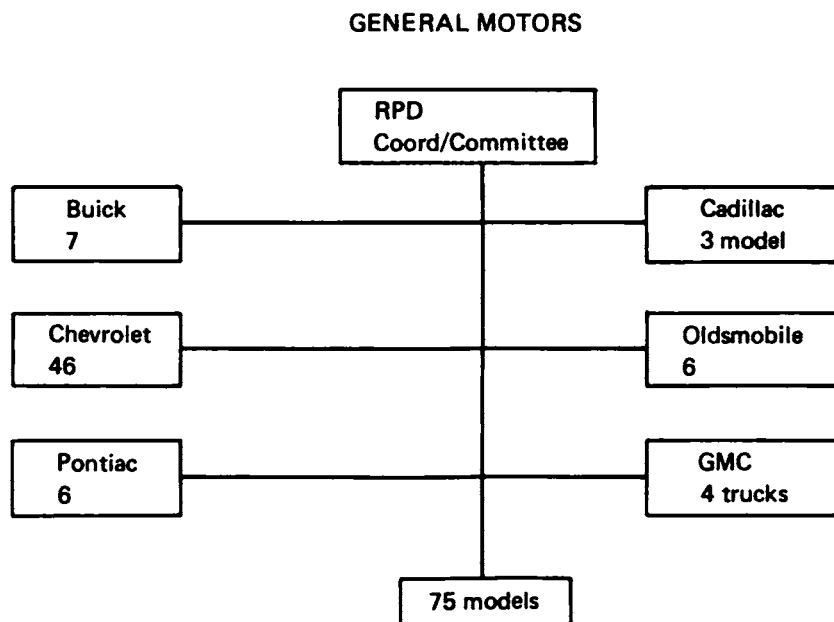 GENERAL MOTORS
RPD
Coord/Committee
Buick
7
Cadillac
3 model
Chevrolet
46
Oldsmobile
6
Pontiac
6
GMC
4 trucks
75 models